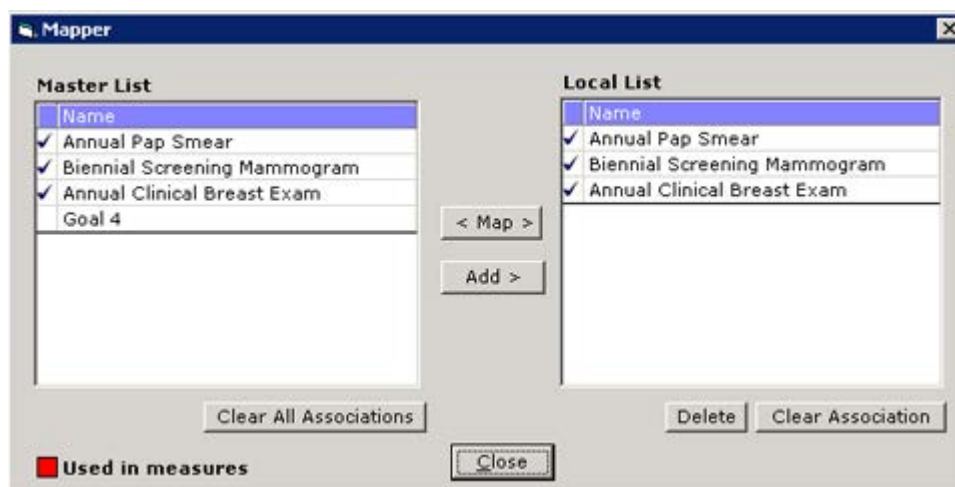 Mapper
Master List
Name
Annual Pap Smear
Biennial Screening Mammogram
Annual Clinical Breast Exam
Goal 4
Clear All Associations
< Map >
Add >
Local List
Name
Annual Pap Smear
Biennial Screening Mammogram
Annual Clinical Breast Exam
Delete
Clear Association
Used in measures
Close